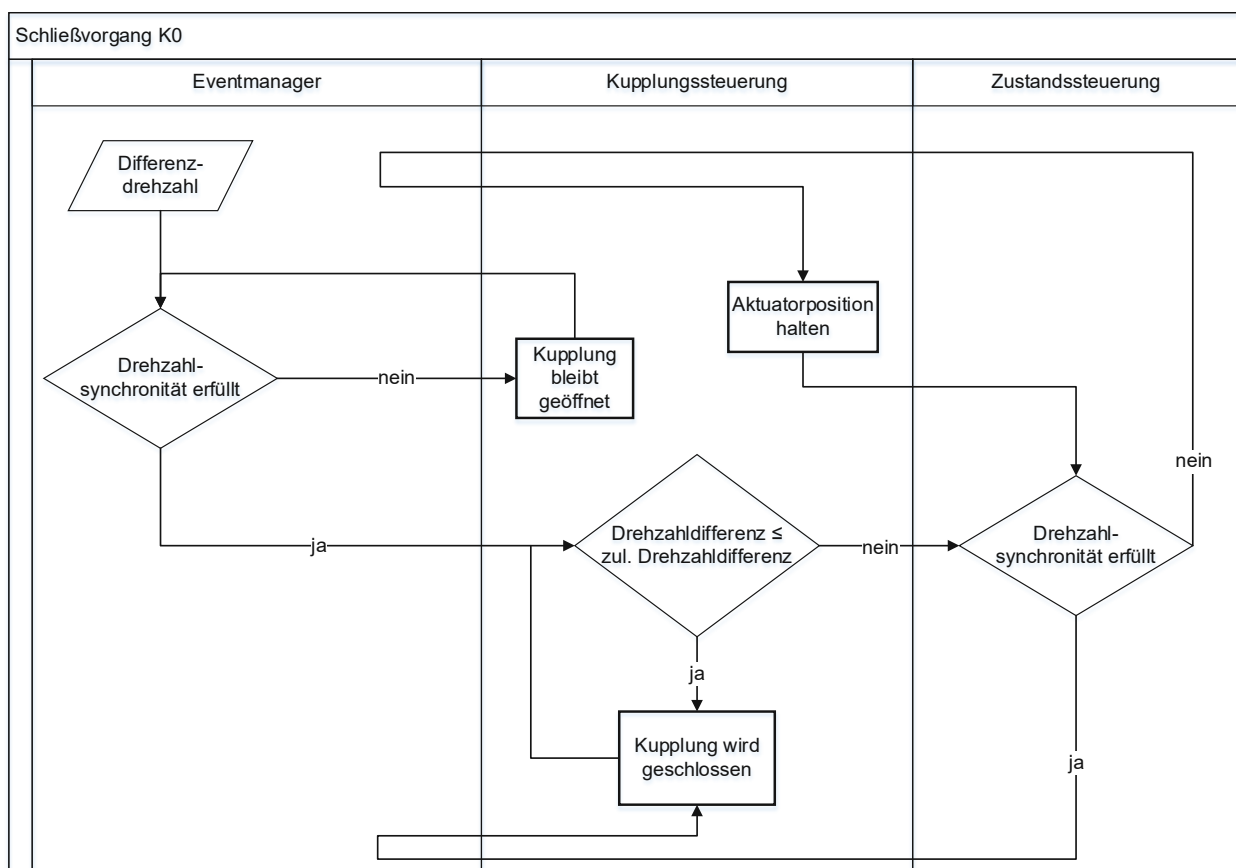 Schließvorgang K0
Eventmanager
Kupplungssteuerung
Zustandssteuerung
Differenz-
drehzahl
Aktuatorposition
halten
Drehzahl-
synchronität erfüllt
nein
Kupplung
bleibt
geöffnet
nein
ja
Drehzahldifferenz ≤
zul. Drehzahldifferenz
nein
Drehzahl-
synchronität erfüllt
ja
Kupplung wird
geschlossen
ja